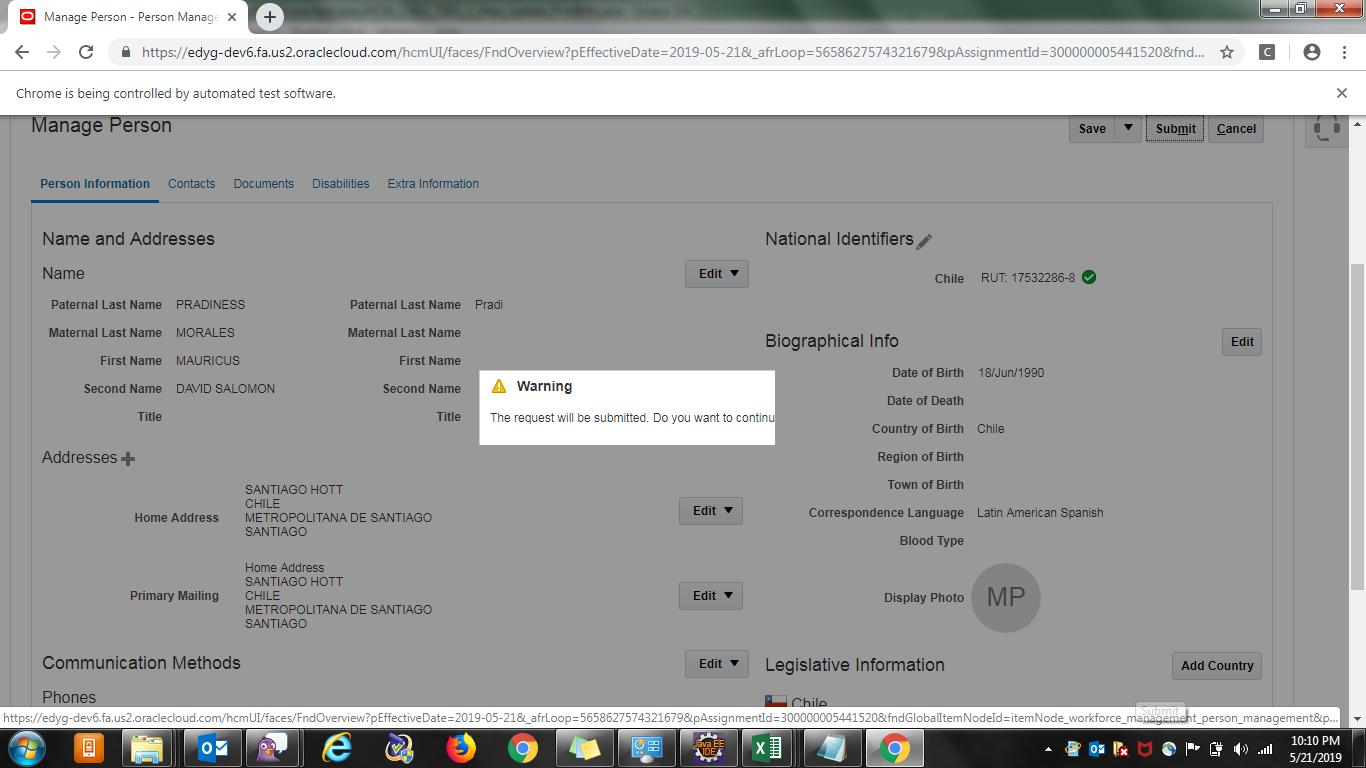 Manage Person - Person Manage
https://edyg-dev6.fa.us2.oraclecloud.com/hcmUI/faces/FndOverview?pEffectiveDate=2019-05-21&_afrLoop=5658627574321679&pAssignmentId=300000005441520&fnd...
C
Chrome is being controlled by automated test software.
Manage Person
Save
Submit
Cancel
Person Information
Contacts
Documents
Disabilities
Extra Information
Name and Addresses
Name
Edit
Paternal Last Name PRADINESS
Paternal Last Name Pradi
Maternal Last Name MORALES
Maternal Last Name
First Name MAURICUS
First Name
Second Name DAVID SALOMON
Second Name
Title
Title
Addresses
Home Address
SANTIAGO HOTT
CHILE
METROPOLITANA DE SANTIAGO
SANTIAGO
Edit
Primary Mailing
Home Address
SANTIAGO HOTT
CHILE
METROPOLITANA DE SANTIAGO
SANTIAGO
Edit
Communication Methods
Edit
Phones
National Identifiers
Chile RUT: 17532286-8
Biographical Info
Edit
Date of Birth 18/Jun/1990
Date of Death
Country of Birth Chile
Region of Birth
Town of Birth
Correspondence Language Latin American Spanish
Blood Type
Display Photo MP
Legislative Information
Add Country
Chile
Warning
The request will be submitted. Do you want to continu
Submit
https://edyg-dev6.fa.us2.oraclecloud.com/hcmUI/faces/FndOverview?pEffectiveDate=2019-05-21&_afrLoop=5658627574321679&pAssignmentId=300000005441520&fndGlobalItemNodeId=itemNode_workforce_management_person_management&p...
Java EE
IDE
10:10 PM
5/21/2019